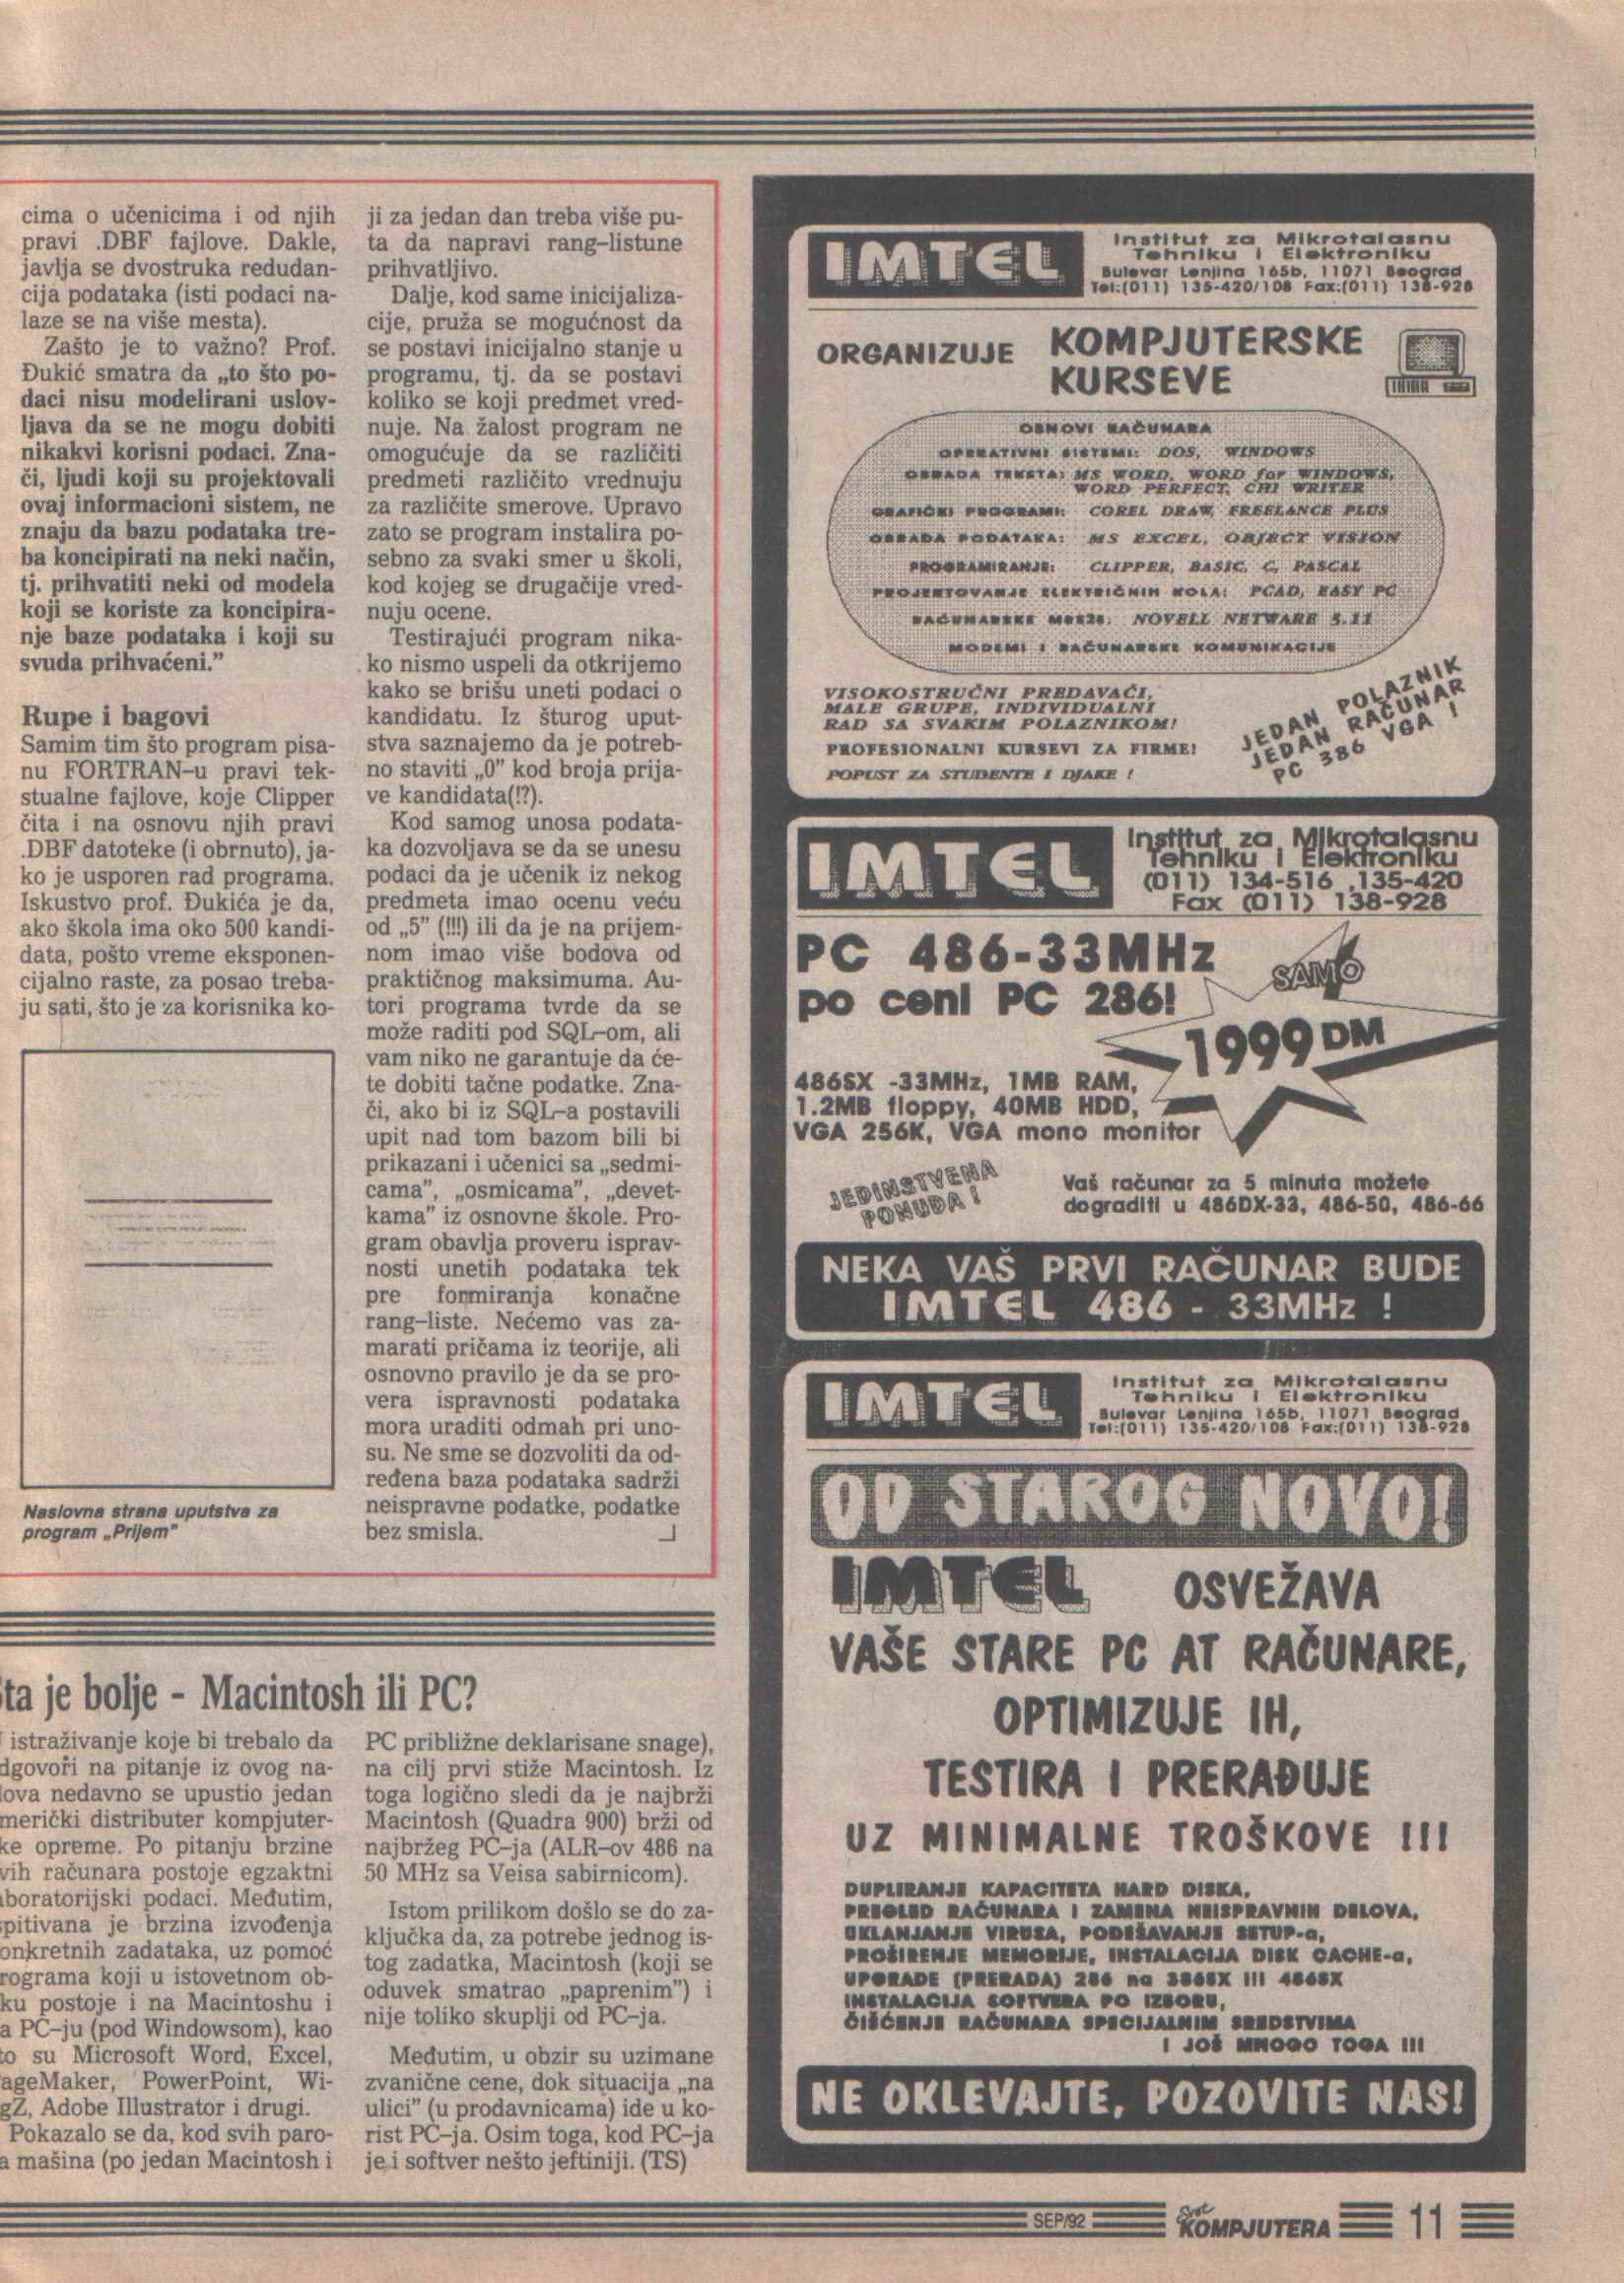 cima o učenicima i od njih
pravi .DBF fajlove. Dakle,
javlja se dvostruka redudan-
cija podataka (isti podaci na-
laze se na više mesta).
Zašto je to važno? Prof.
Đukić smatra da „to što po-
daci nisu modelirani uslov-
ljava da se ne mogu dobiti
nikakvi korisni podaci. Zna-
či, ljudi koji su projektovali
ovaj informacioni sistem, ne
znaju da bazu podataka tre-
ba koncipirati na neki način,
tj. prihvatiti neki od modela
koji se koriste za koncipira-
nje baze podataka i koji su
svuda prihvaćeni.”
Rupe i bagovi
Samim tim što program pisa-
nu FORTRAN–u pravi tek-
stualne fajlove, koje Clipper
čita i na osnovu njih pravi
.DBF datoteke (i obrnuto), ja-
ko je usporen rad programa.
Iskustvo prof. Đukića je da,
ako škola ima oko 500 kandi-
data, pošto vreme eksponen-
cijalno raste, za posao treba-
ju sati, što je za korisnika ko-
Naslovna strana uputstva za
program „Prijem”
ji za jedan dan treba više pu-
ta da napravi rang–listune
prihvatljivo.
Dalje, kod same inicijaliza-
cije, pruža se mogućnost da
se postavi inicijalno stanje u
programu, tj. da se postavi
koliko se koji predmet vred-
nuje. Na žalost program ne
omogućuje da se različiti
predmeti različito vrednuju
za različite smerove. Upravo
zato se program instalira po-
sebno za svaki smer u školi,
kod kojeg se drugačije vred-
nuju ocene.
Testirajući program nika-
ko nismo uspeli da otkrijemo
kako se brišu uneti podaci o
kandidatu. Iz šturog uput-
stva saznajemo da je potreb-
no staviti „0” kod broja prija-
ve kandidata(!?).
Kod samog unosa podata-
ka dozvoljava se da se unesu
podaci da je učenik iz nekog
predmeta imao ocenu veću
od „5” (!!!) ili da je na prijem-
nom imao više bodova od
praktičnog maksimuma. Au-
tori programa tvrde da se
može raditi pod SQL–om, ali
vam niko ne garantuje da će-
te dobiti tačne podatke. Zna-
či, ako bi iz SQL–a postavili
upit nad tom bazom bili bi
prikazani i učenici sa „sedmi-
cama”, „osmicama”, „devet-
kama” iz osnovne škole. Pro-
gram obavlja proveru isprav-
nosti unetih podataka tek
pre formiranja konačne
rang–liste. Nećemo vas za-
marati pričama iz teorije, ali
osnovno pravilo je da se pro-
vera ispravnosti podataka
mora uraditi odmah pri uno-
su. Ne sme se dozvoliti da od-
ređena baza podataka sadrži
neispravne podatke, podatke
bez smisla.
ta je bolje - Macintosh ili PC?
istraživanje koje bi trebalo da
dgovori na pitanje iz ovog na-
lova nedavno se upustio jedan
merički distributer kompjuter-
ke opreme. Po pitanju brzine
vih računara postoje egzaktni
aboratorijski podaci. Međutim,
spitivana je brzina izvođenja
onkretnih zadataka, uz pomoć
rograma koji u istovetnom ob-
ku postoje i na Macintoshu i
a PC–ju (pod Windowsom), kao
to su Microsoft Word, Excel,
ageMaker, PowerPoint, Wi-
gZ, Adobe Illustrator i drugi.
Pokazalo se da, kod svih paro-
a mašina (po jedan Macintosh i
PC približne deklarisane snage),
na cilj prvi stiže Macintosh. Iz
toga logično sledi da je najbrži
Macintosh (Quadra 900) brži od
najbržeg PC–ja (ALR–ov 486 na
50 MHz sa Veisa sabirnicom).
Istom prilikom došlo se do za-
ključka da, za potrebe jednog is-
tog zadatka, Macintosh (koji se
oduvek smatrao „paprenim”) i
nije toliko skuplji od PC–ja.
Međutim, u obzir su uzimane
zvanične cene, dok situacija „na
ulici” (u prodavnicama) ide u ko-
rist PC–ja. Osim toga, kod PC–ja
je i softver nešto jeftiniji. (TS)
IMTEL
Institut za Mikrotalasnu
Tehniku i Elektroniku
Bulevar Lenjina 165b, 11071 Beograd
Tel:(011) 135-420/108 Fax:(011) 138-928
ORGANIZUJE KOMPJUTERSKE
KURSEVE
OSNOVI RAČUNARA
OPERATIVNI SISTEMI: DOS, WINDOWS
OBRADA TEKSTA: MS WORD, WORD for WINDOWS,
WORD PERFECT, CHI WRITER
GRAFIČKI PROGRAMI: COREL DRAW, FREELANCE PLUS
OBRADA PODATAKA: MS EXCEL, OBJECT VISION
PROGRAMIRANJE: CLIPPER, BASIC, C, PASCAL
PROJEKTOVANJE ELEKTRIČNIH KOLA: PCAD, EASY PC
RAČUNARSKE MREŽE: NOVELL NETWARE 3.11
MODEMI I RAČUNARSKE KOMUNIKACIJE
VISOKOSTRUČNI PREDAVAČI,
MALE GRUPE, INDIVIDUALNI
RAD SA SVAKIM POLAZNIKOM!
PROFESIONALNI KURSEVI ZA FIRME!
POPUST ZA STUDENTE I DJAKE !
JEDAN POLAZNIK
JEDAN RAČUNAR
PC 386 VGA !
IMTEL
Institut za Mikrotalasnu
Tehniku i Elektroniku
(011) 134-516 ,135-420
Fax (011) 138-928
PC 486-33MHz
po ceni PC 286!
SAMO
1999 DM
486SX -33MHz, 1MB RAM,
1.2MB floppy, 40MB HDD,
VGA 256K, VGA mono monitor
JEDINSTVENA
PONUDA !
Vaš računar za 5 minuta možete
dograditi u 486DX-33, 486-50, 486-66
NEKA VAŠ PRVI RAČUNAR BUDE
IMTEL 486 - 33MHz !
IMTEL
Institut za Mikrotalasnu
Tehniku i Elektroniku
Bulevar Lenjina 165b, 11071 Beograd
Tel:(011) 135-420/108 Fax:(011) 138-928
OD STAROG NOVO!
IMTEL OSVEŽAVA
VAŠE STARE PC AT RAČUNARE,
OPTIMIZUJE IH,
TESTIRA I PRERAĐUJE
UZ MINIMALNE TROŠKOVE !!!
DUPLIRANJE KAPACITETA HARD DISKA,
PREGLED RAČUNARA I ZAMENA NEISPRAVNIH DELOVA,
UKLANJANJE VIRUSA, PODEŠAVANJE SETUP-a,
PROŠIRENJE MEMORIJE, INSTALACIJA DISK CACHE-a,
UPGRADE (PRERADA) 286 na 386SX ili 486SX
INSTALACIJA SOFTVERA PO IZBORU,
ČIŠĆENJE RAČUNARA SPECIJALNIM SREDSTVIMA
I JOŠ MNOGO TOGA !!!
NE OKLEVAJTE, POZOVITE NAS!
SEP/92 Svet KOMPJUTERA 11